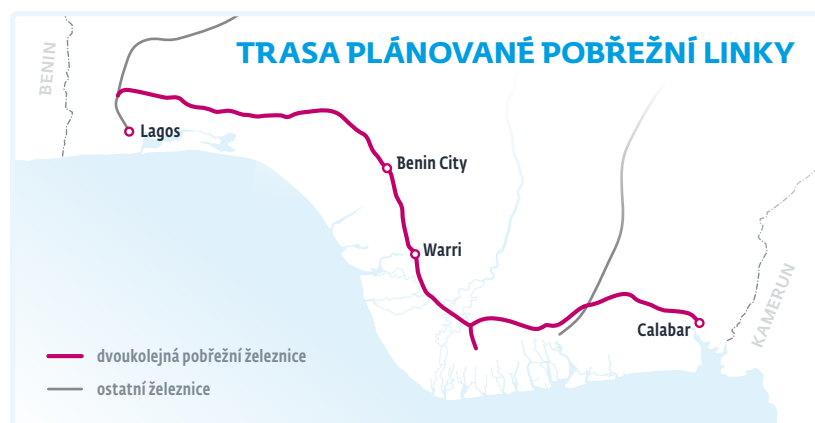 TRASA PLÁNOVANÉ POBŘEŽNÍ LINKY
BENIN
Lagos
Benin City
Warri
Calabar
KAMERUN
dvoukolejná pobřežní železnice
ostatní železnice